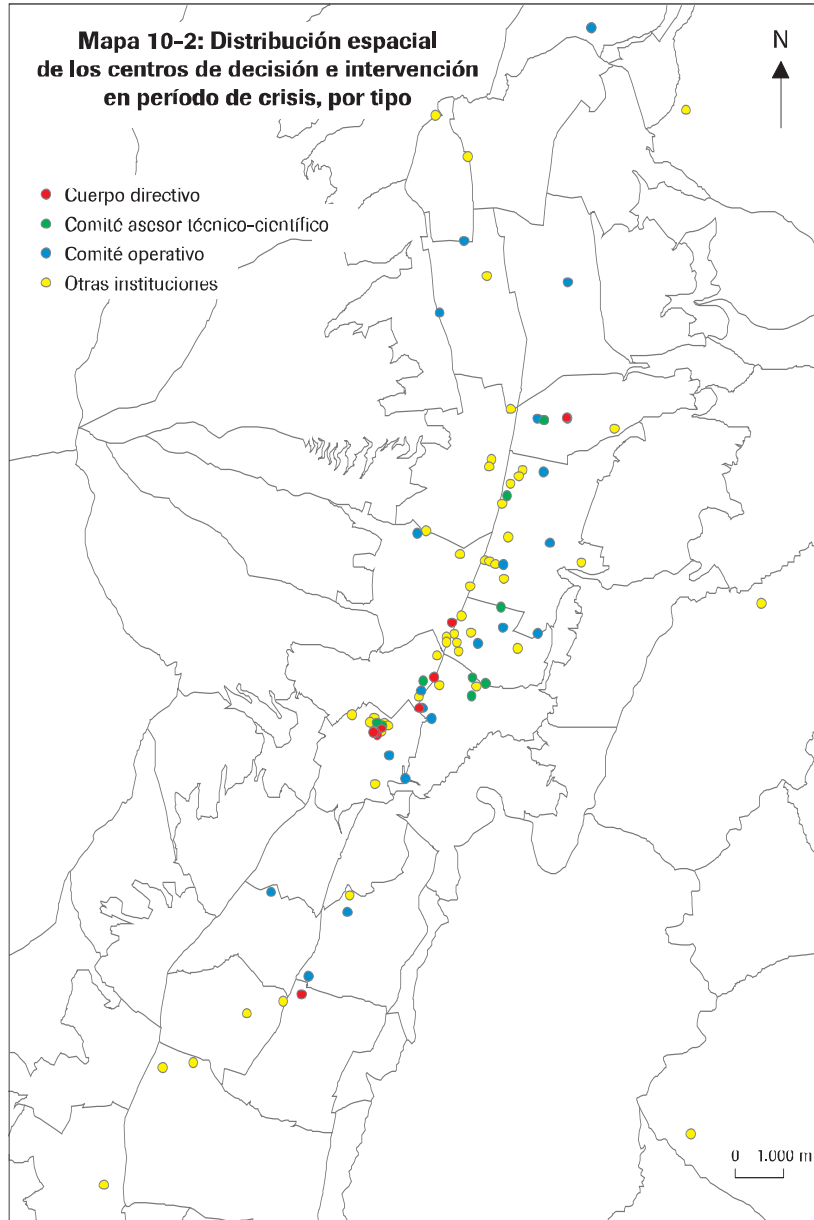 Mapa 10-2: Distribución espacial
de los centros de decisión e intervención
en período de crisis, por tipo
N
Cuerpo directivo
Comité asesor técnico-científico
Comité operativo
Otras instituciones
0 1.000 m